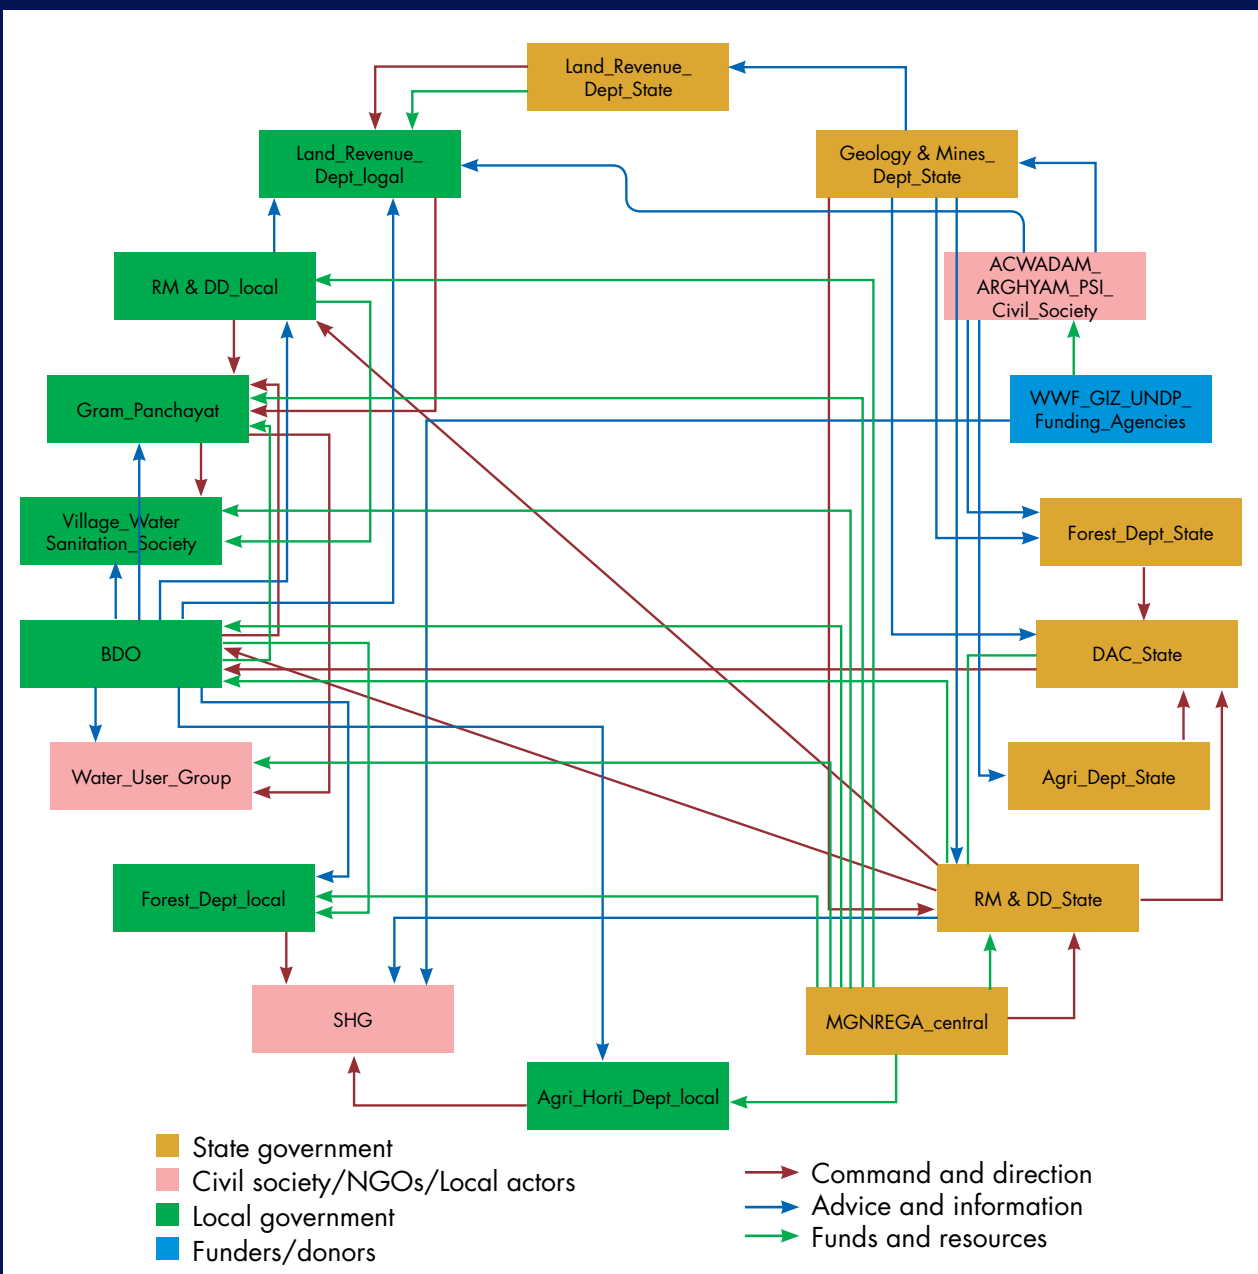 Land_Revenue_
Dept_State
Land_Revenue_
Dept_logal
Geology & Mines_
Dept_State
RM & DD_local
ACWADAM_
ARGHYAM_PSI_
Civil_Society
Gram_Panchayat
WWF_GIZ_UNDP_
Funding_Agencies
Village_Water
Sanitation_Society
Forest_Dept_State
BDO
DAC_State
Water_User_Group
Agri_Dept_State
Forest_Dept_local
RM & DD_State
SHG
MGNREGA_central
Agri_Horti_Dept_local
State government
Civil society/NGOs/Local actors
Local government
Funders/donors
Command and direction
Advice and information
Funds and resources